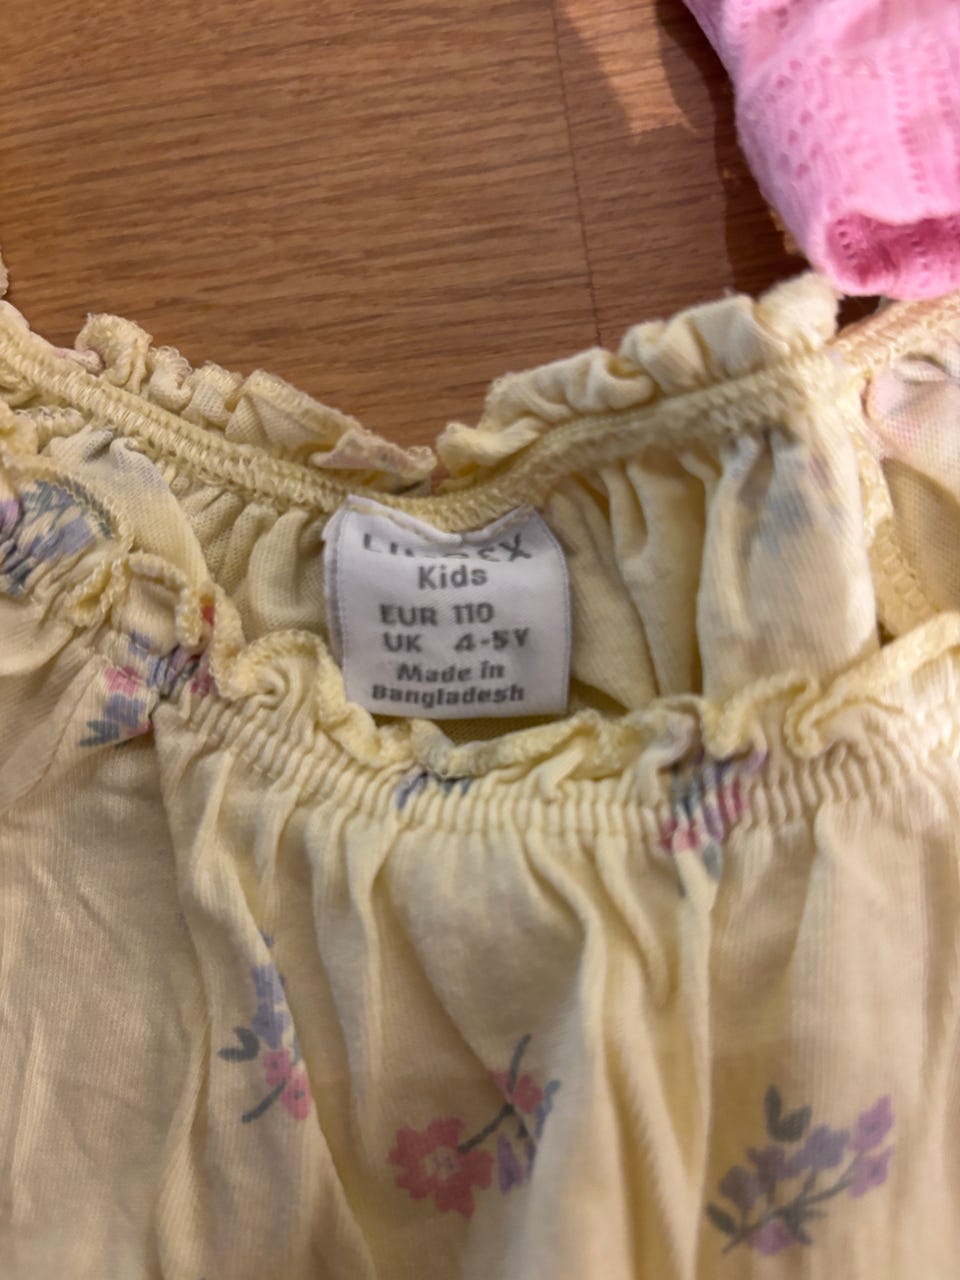 Kids
EUR 110
UK 4-5Y
Made in
Bangladesh